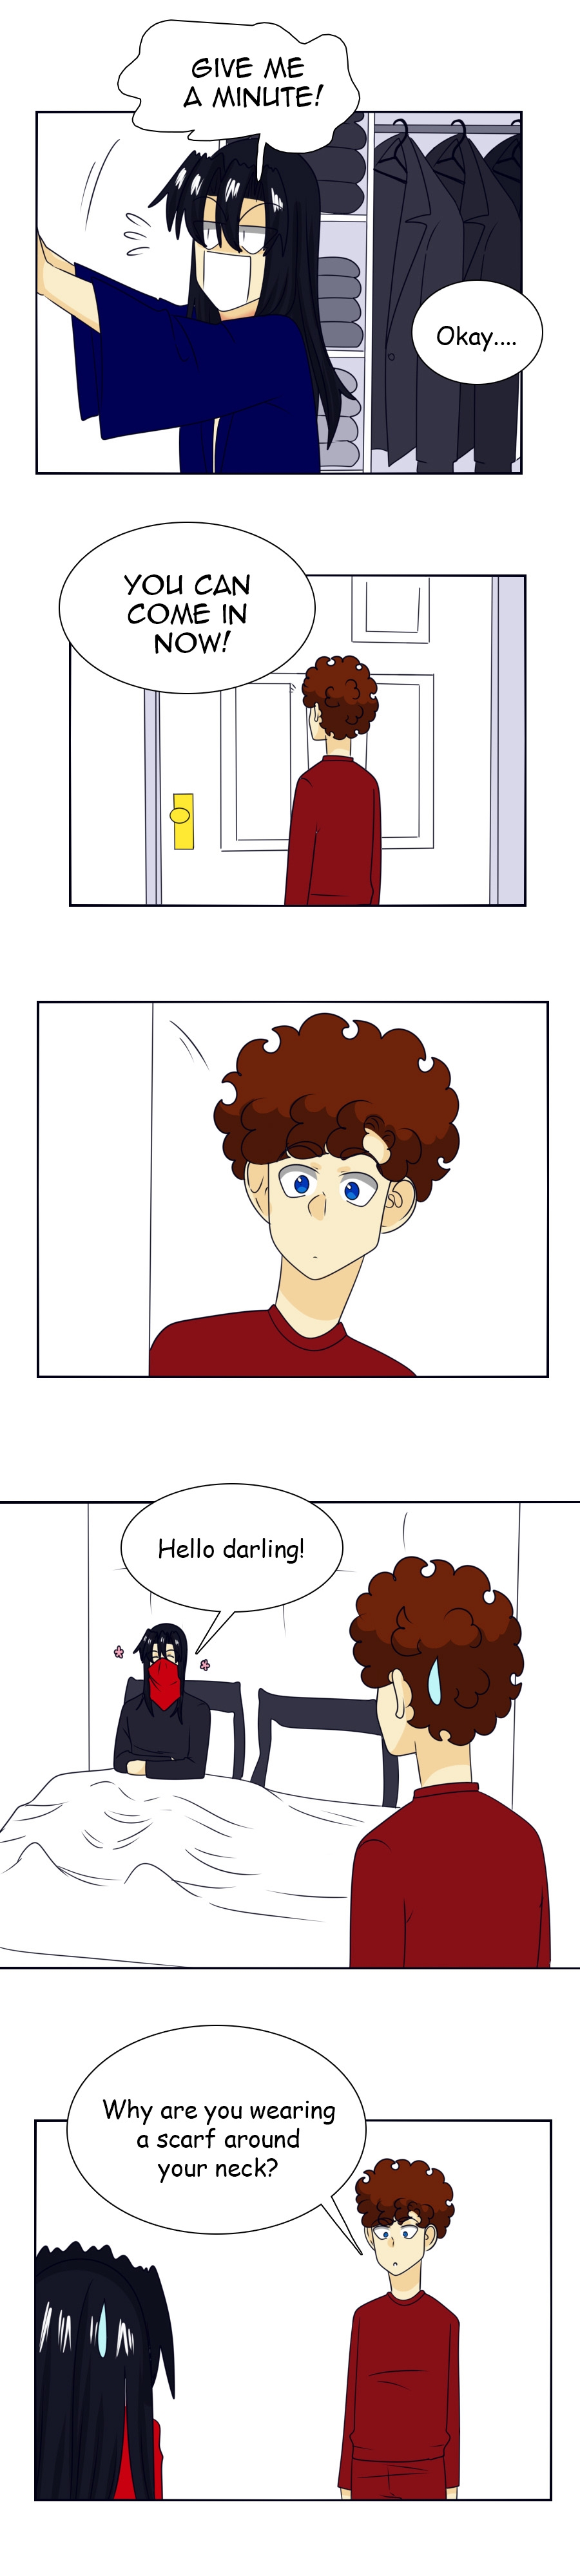 GIVE ME
A MINUTE!
Okay....
YOU CAN
COME IN
NOW!
Hello darling!
Why are you wearing
a scarf around
your neck?